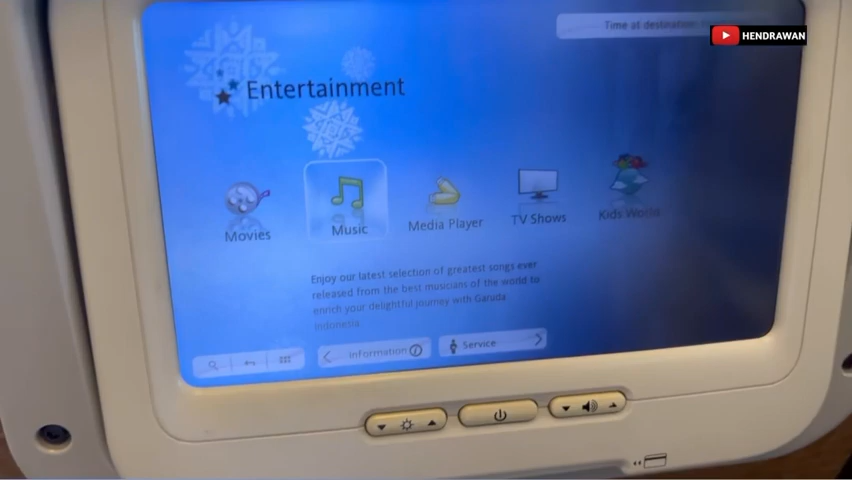 Time at destination
HENDRAWAN
Entertainment
Movies
Music
Media Player
TV Shows
Kids World
Enjoy our latest selection of greatest songs ever
released from the best musicians of the world to
enrich your delightful journey with Garuda
Indonesia
Information
Service